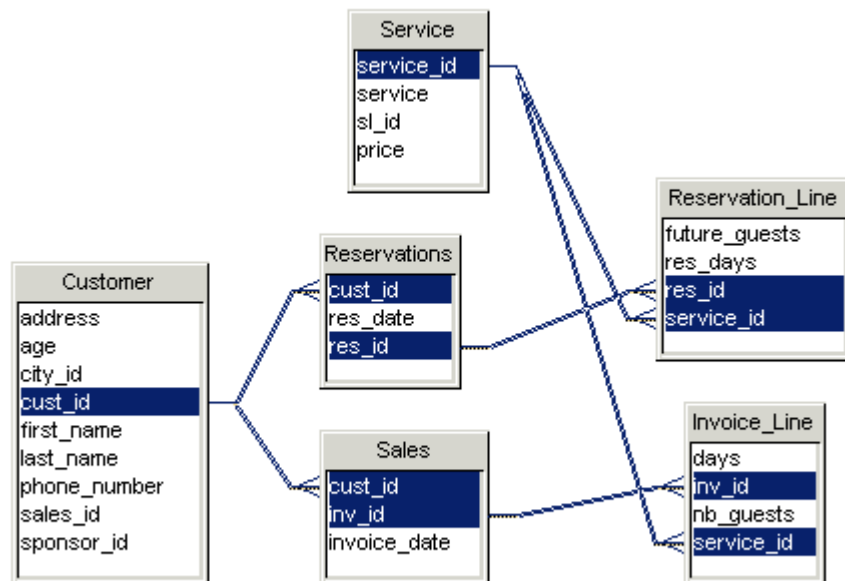 Service
service_id
service
sl_id
price
Reservation_Line
future_guests
res_days
res_id
service_id
Reservations
cust_id
res_date
res_id
Customer
address
age
city_id
cust_id
first_name
last_name
phone_number
sales_id
sponsor_id
Sales
cust_id
inv_id
invoice_date
Invoice_Line
days
inv_id
nb_guests
service_id